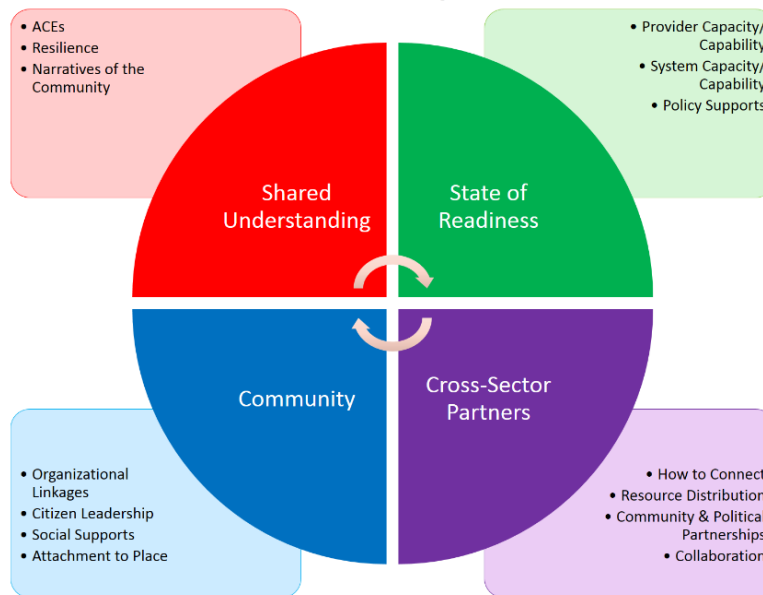 • ACEs
• Resilience
• Narratives of the
Community
• Provider Capacity/
Capability
• System Capacity/
Capability
• Policy Supports
Shared
Understanding
State of
Readiness
Community
Cross-Sector
Partners
• Organizational
Linkages
• Citizen Leadership
• Social Supports
• Attachment to Place
• How to Connect
• Resource Distribution
• Community & Political
Partnerships
• Collaboration